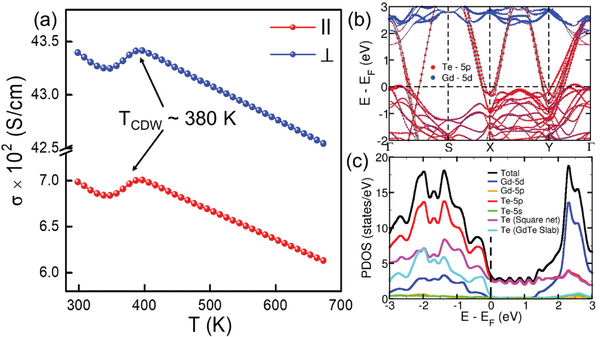 (a)
||
⊥
T_CDW ~ 380 K
43.5
43.0
42.5
7.0
6.5
6.0
σ × 10² (S/cm)
300 400 500 600 700
T (K)
(b)
3
2
1
0
-1
-2
E - E_F (eV)
Te - 5p
Gd - 5d
Γ S X Y Γ
(c)
20
15
10
5
0
PDOS (states/eV)
Total
Gd-5d
Gd-5p
Te-5p
Te-5s
Te (Square net)
Te (GdTe Slab)
-3 -2 -1 0 1 2 3
E - E_F (eV)